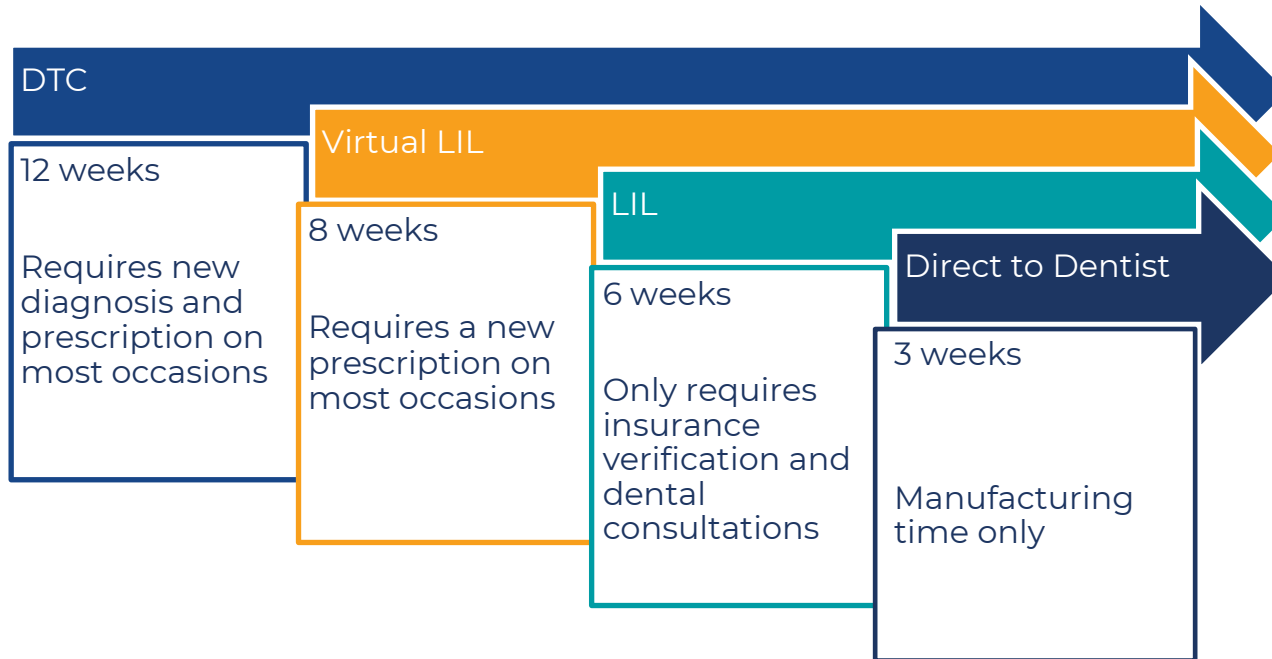 DTC
12 weeks
Requires new
diagnosis and
prescription on
most occasions
Virtual LIL
8 weeks
Requires a new
prescription on
most occasions
LIL
6 weeks
Only requires
insurance
verification and
dental
consultations
Direct to Dentist
3 weeks
Manufacturing
time only